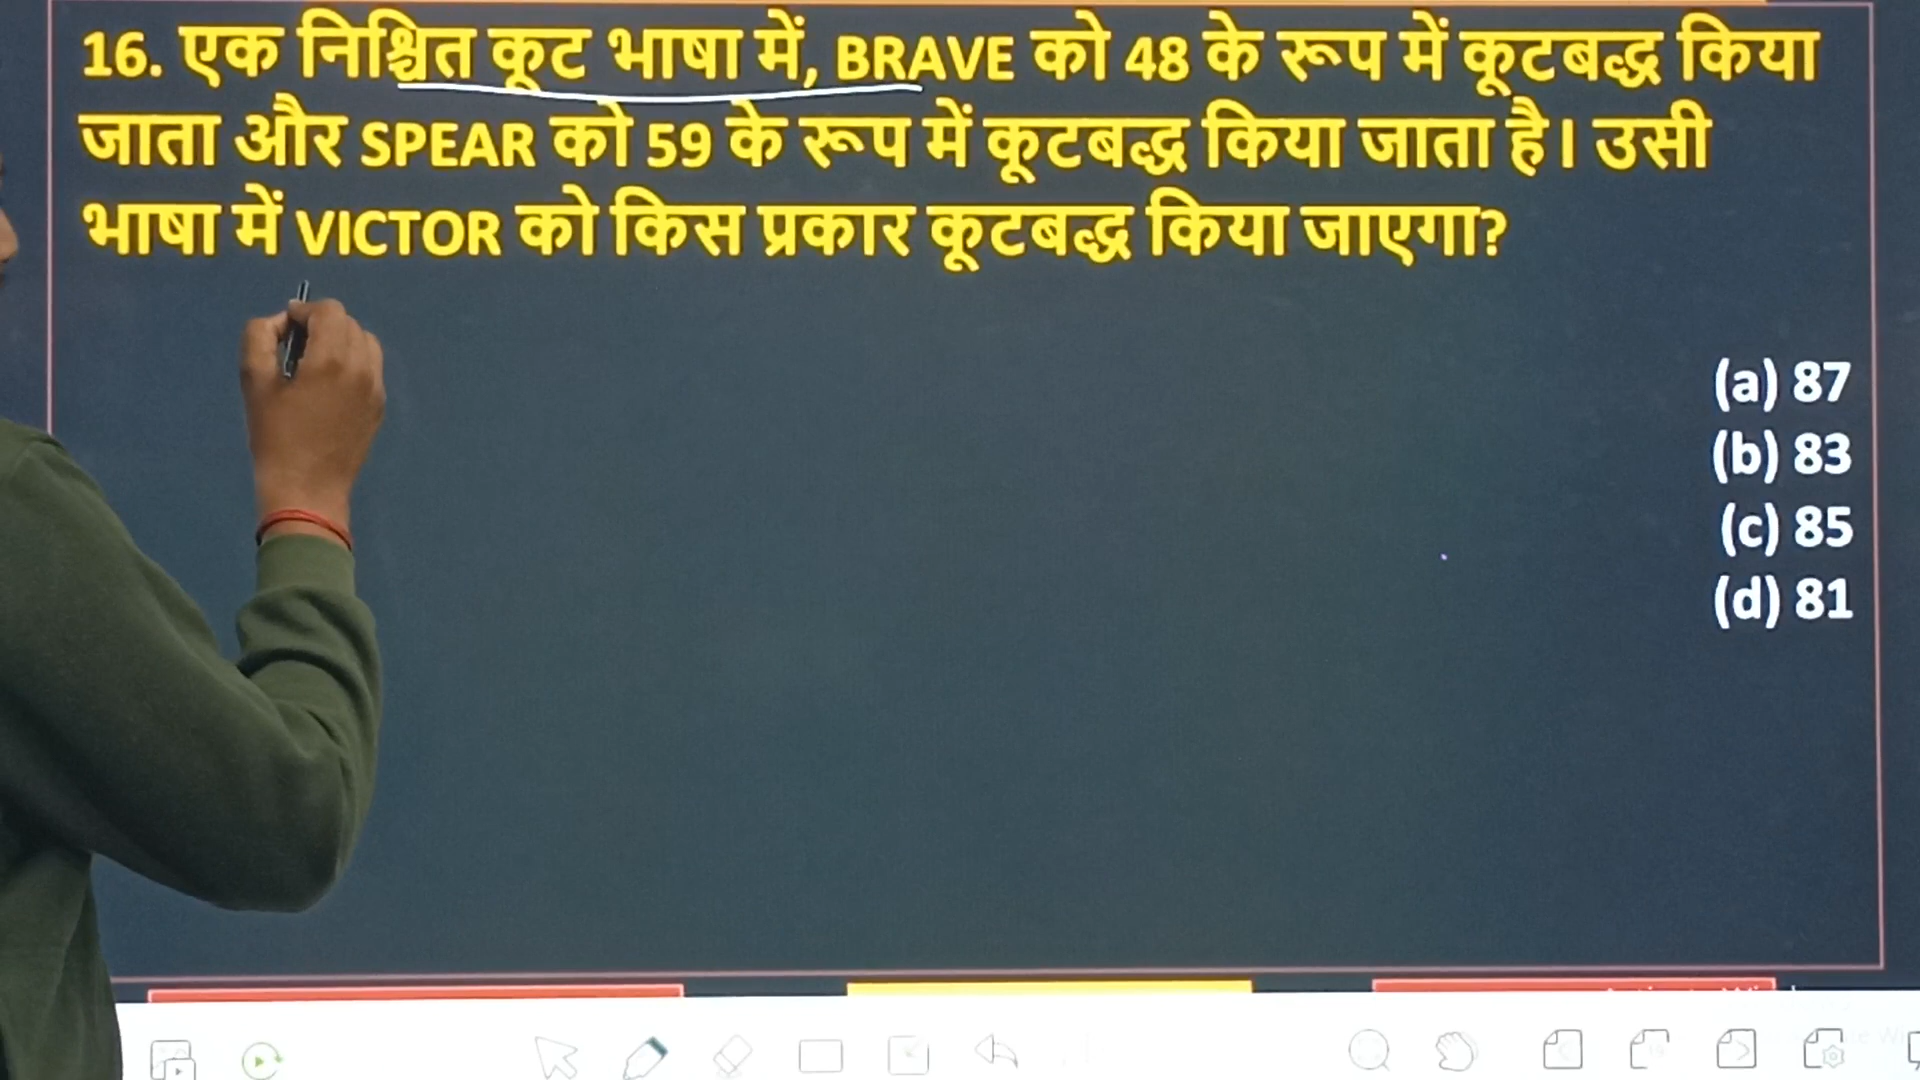 16. एक निश्चित कूट भाषा में, BRAVE को 48 के रूप में कूटबद्ध किया
जाता और SPEAR को 59 के रूप में कूटबद्ध किया जाता है। उसी
भाषा में VICTOR को किस प्रकार कूटबद्ध किया जाएगा?
(a) 87
(b) 83
(c) 85
(d) 81